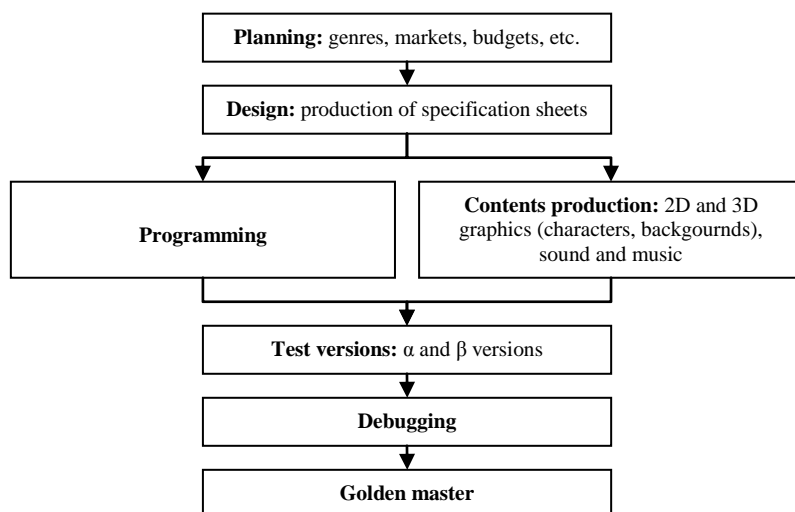 Planning: genres, markets, budgets, etc.
Design: production of specification sheets
Programming
Contents production: 2D and 3D
graphics (characters, backgournds),
sound and music
Test versions: α and β versions
Debugging
Golden master